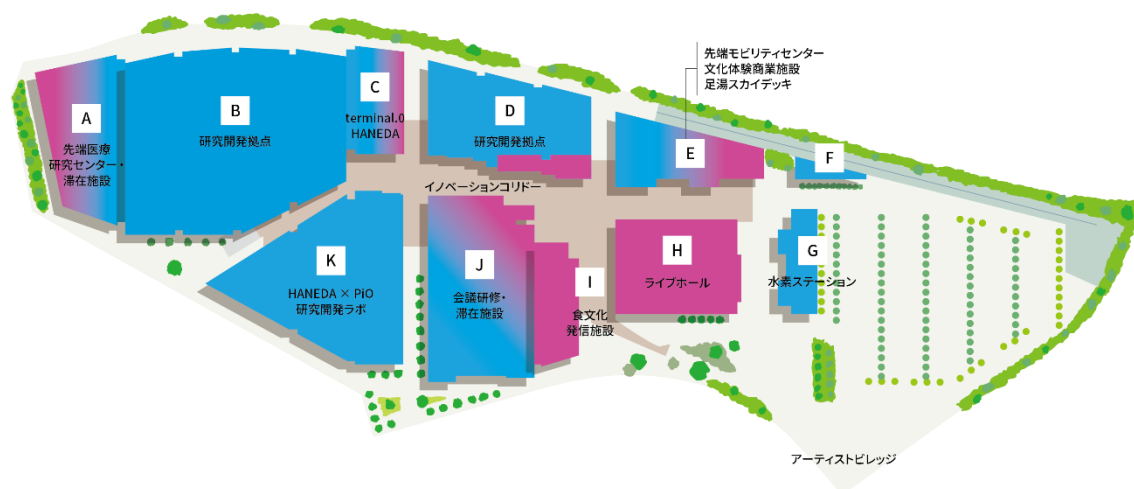 先端モビリティセンター
文化体験商業施設
足湯スカイデッキ
A
先端医療
研究センター・
滞在施設
B
研究開発拠点
C
terminal.0
HANEDA
D
研究開発拠点
E
F
イノベーションコリドー
G
水素ステーション
H
ライブホール
I
食文化
発信施設
J
会議研修・
滞在施設
K
HANEDA × PiO
研究開発ラボ
アーティストビレッジ